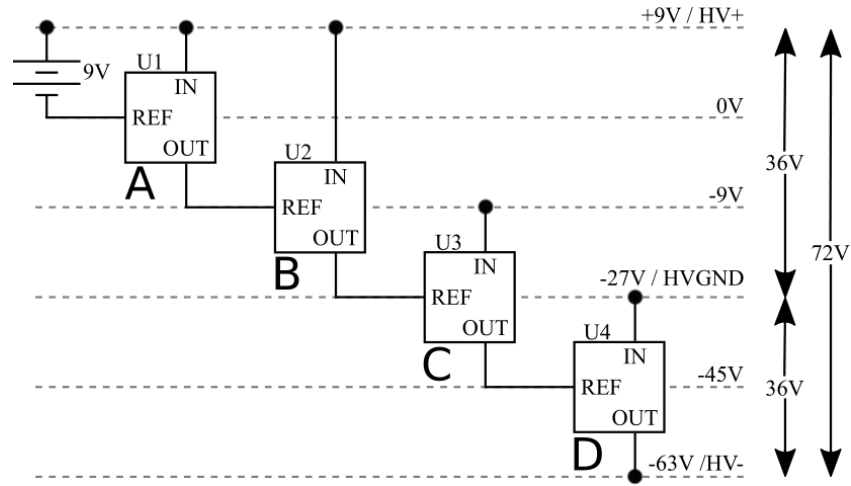 +9V / HV+
U1
9V
IN
REF
0V
OUT
A
U2
36V
IN
REF
-9V
OUT
B
U3
72V
IN
-27V / HVGND
REF
OUT
U4
C
IN
REF
-45V
36V
OUT
D
-63V /HV-